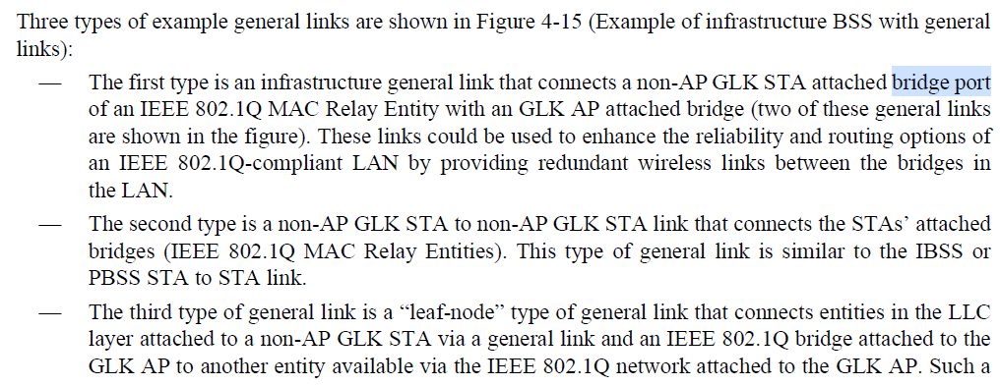 Three types of example general links are shown in Figure 4-15 (Example of infrastructure BSS with general
links):
— The first type is an infrastructure general link that connects a non-AP GLK STA attached bridge port
of an IEEE 802.1Q MAC Relay Entity with an GLK AP attached bridge (two of these general links
are shown in the figure). These links could be used to enhance the reliability and routing options of
an IEEE 802.1Q-compliant LAN by providing redundant wireless links between the bridges in
the LAN.
— The second type is a non-AP GLK STA to non-AP GLK STA link that connects the STAs’ attached
bridges (IEEE 802.1Q MAC Relay Entities). This type of general link is similar to the IBSS or
PBSS STA to STA link.
— The third type of general link is a “leaf-node” type of general link that connects entities in the LLC
layer attached to a non-AP GLK STA via a general link and an IEEE 802.1Q bridge attached to the
GLK AP to another entity available via the IEEE 802.1Q network attached to the GLK AP. Such a